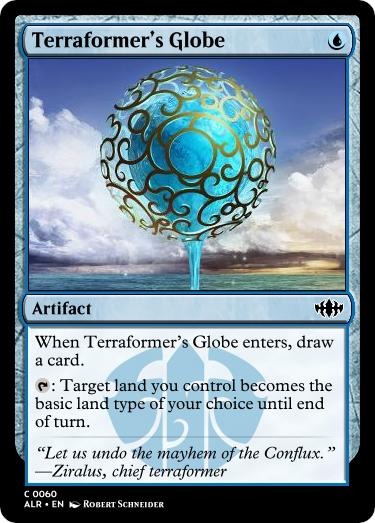 Terraformer's Globe
Artifact
When Terraformer's Globe enters, draw
a card.
: Target land you control becomes the
basic land type of your choice until end
of turn.
"Let us undo the mayhem of the Conflux."
—Ziralus, chief terraformer
C 0060
ALR • EN Robert Schneider